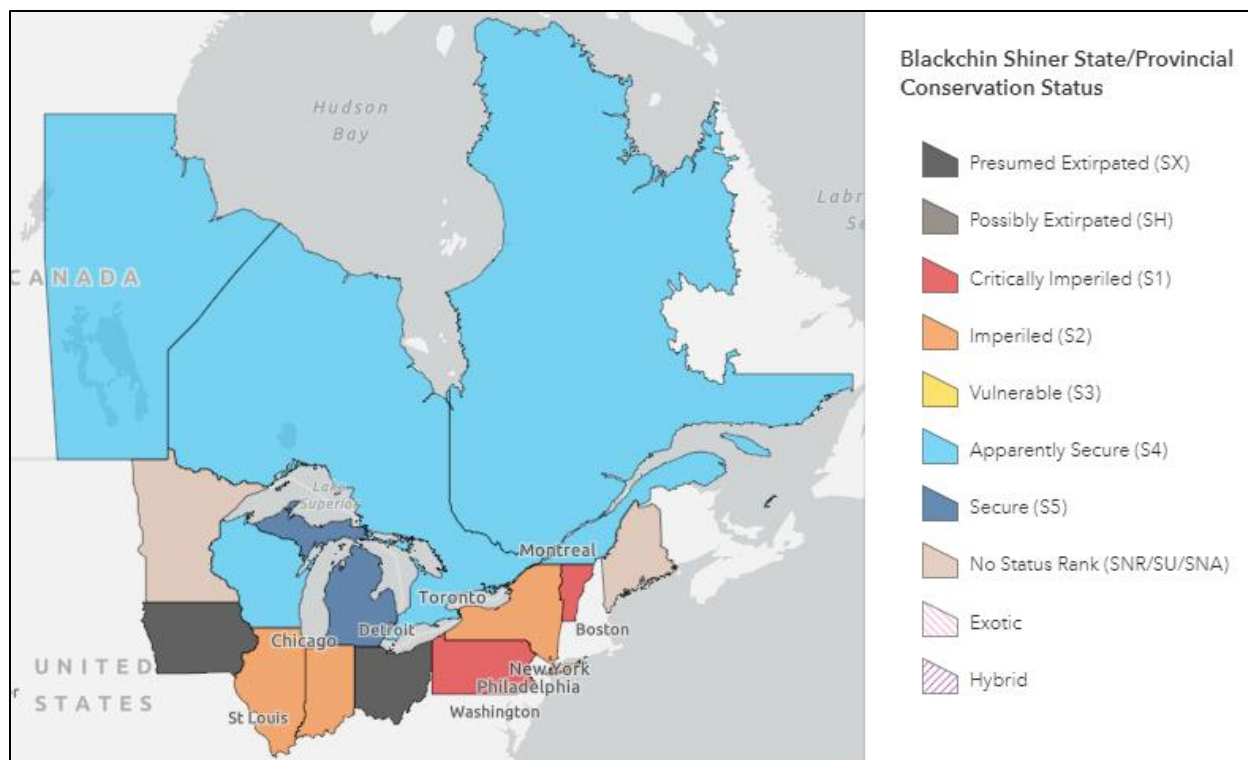 Hudson
Bay
CANADA
Lake
Superior
Montreal
Toronto
Chicago
Detroit
Boston
New York
Philadelphia
Washington
St Louis
UNITED
STATES
Blackchin Shiner State/Provincial
Conservation Status
Presumed Extirpated (SX)
Possibly Extirpated (SH)
Critically Imperiled (S1)
Imperiled (S2)
Vulnerable (S3)
Apparently Secure (S4)
Secure (S5)
No Status Rank (SNR/SU/SNA)
Exotic
Hybrid